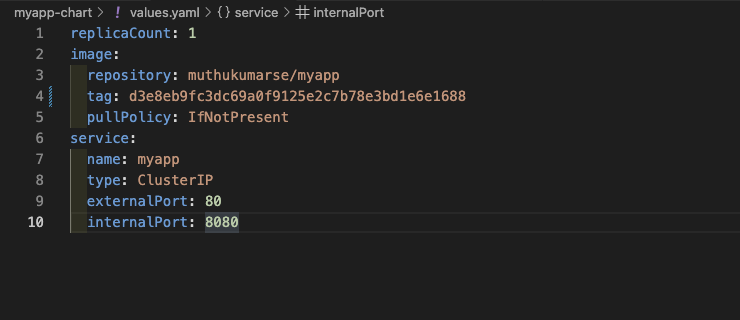 myapp-chart > ! values.yaml > {} service > # internalPort
1 replicaCount: 1
2 image:
3   repository: muthukumarse/myapp
4   tag: d3e8eb9fc3dc69a0f9125e2c7b78e3bd1e6e1688
5   pullPolicy: IfNotPresent
6 service:
7   name: myapp
8   type: ClusterIP
9   externalPort: 80
10   internalPort: 8080